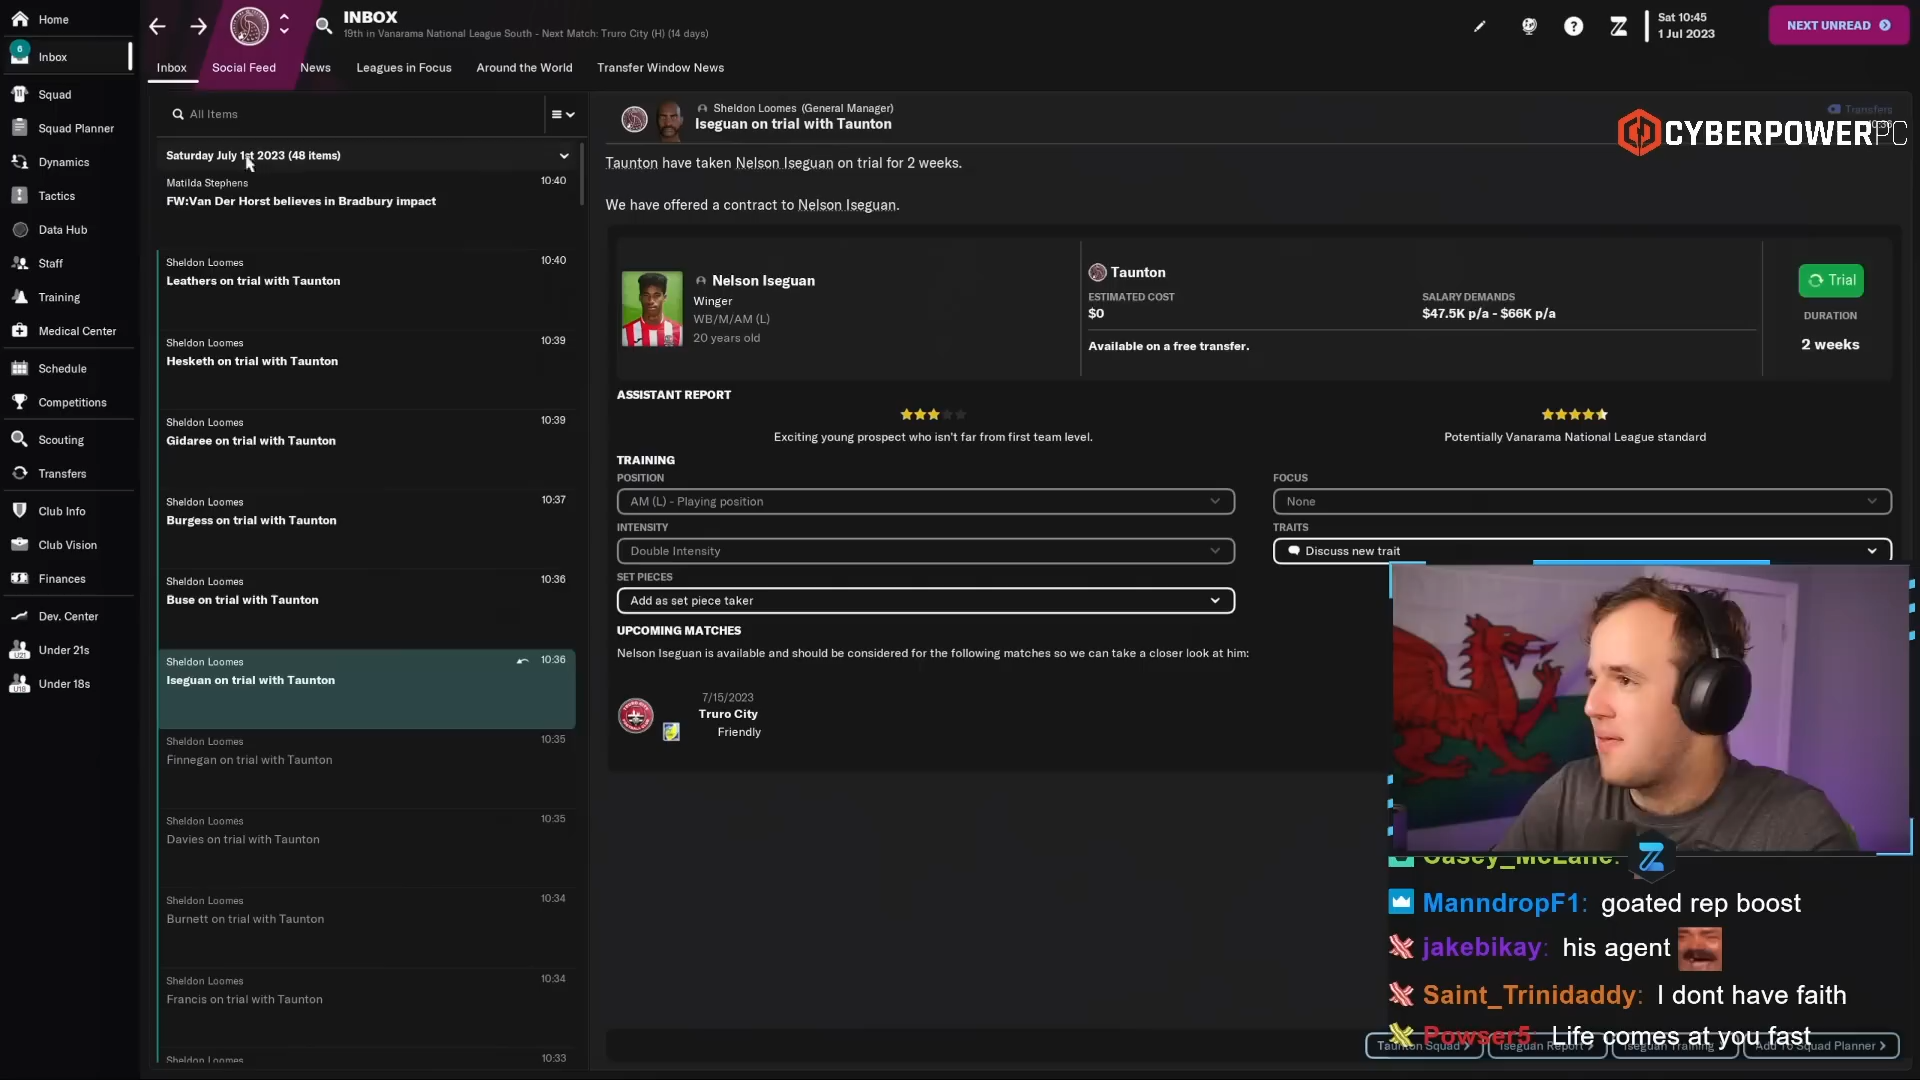 Home
6
Inbox
Squad
Squad Planner
Dynamics
Tactics
Data Hub
Staff
Training
Medical Center
Schedule
Competitions
Scouting
Transfers
Club Info
Club Vision
Finances
Dev. Center
U21
Under 21s
U18
Under 18s
INBOX
19th in Vanarama National League South - Next Match: Truro City (H) (14 days)
Sat 10:45
1 Jul 2023
NEXT UNREAD
Inbox
Social Feed
News
Leagues in Focus
Around the World
Transfer Window News
All Items
Saturday July 1st 2023 (48 items)
Matilda Stephens
10:40
FW:Van Der Horst believes in Bradbury impact
Sheldon Loomes
10:40
Leathers on trial with Taunton
Sheldon Loomes
10:39
Hesketh on trial with Taunton
Sheldon Loomes
10:39
Gidaree on trial with Taunton
Sheldon Loomes
10:37
Burgess on trial with Taunton
Sheldon Loomes
10:36
Buse on trial with Taunton
Sheldon Loomes
10:36
Iseguan on trial with Taunton
Sheldon Loomes
10:35
Finnegan on trial with Taunton
Sheldon Loomes
10:35
Davies on trial with Taunton
Sheldon Loomes
10:34
Burnett on trial with Taunton
Sheldon Loomes
10:34
Francis on trial with Taunton
Sheldon Loomes
10:33
Sheldon Loomes (General Manager)
Iseguan on trial with Taunton
Transfers
CYBERPOWERPC
Taunton have taken Nelson Iseguan on trial for 2 weeks.
We have offered a contract to Nelson Iseguan.
Nelson Iseguan
Winger
WB/M/AM (L)
20 years old
Taunton
ESTIMATED COST
$0
SALARY DEMANDS
$47.5K p/a - $66K p/a
Available on a free transfer.
Trial
DURATION
2 weeks
ASSISTANT REPORT
Exciting young prospect who isn't far from first team level.
Potentially Vanarama National League standard
TRAINING
POSITION
AM (L) - Playing position
FOCUS
None
INTENSITY
Double Intensity
TRAITS
Discuss new trait
SET PIECES
Add as set piece taker
UPCOMING MATCHES
Nelson Iseguan is available and should be considered for the following matches so we can take a closer look at him:
7/15/2023
Truro City
Friendly
Casey_McLane:
ManndropF1: goated rep boost
jakebikay: his agent
Saint_Trinidaddy: I dont have faith
Powser5: Life comes at you fast
Taunton Squad
Iseguan Report
Iseguan Training
Add To Squad Planner